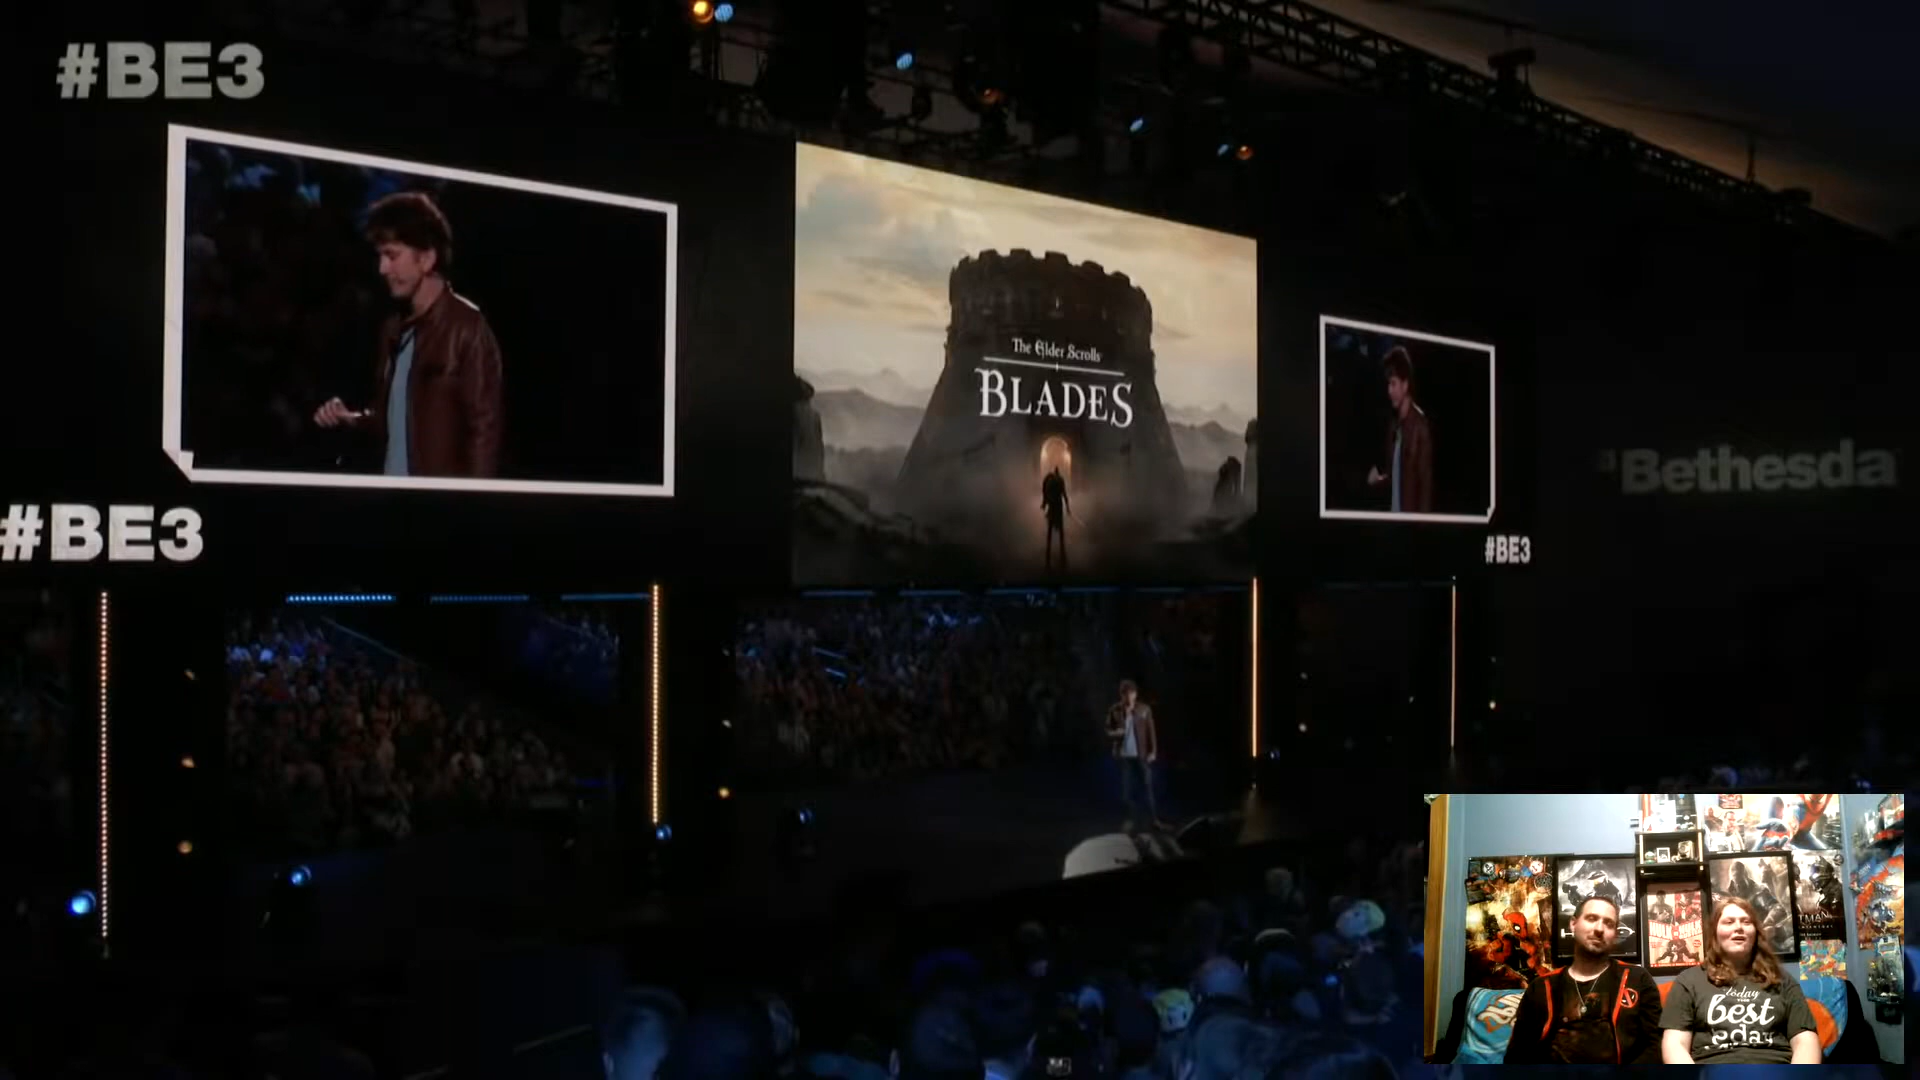 #BE3
The Elder Scrolls
BLADES
Bethesda
#BE3
#BE3
today
best